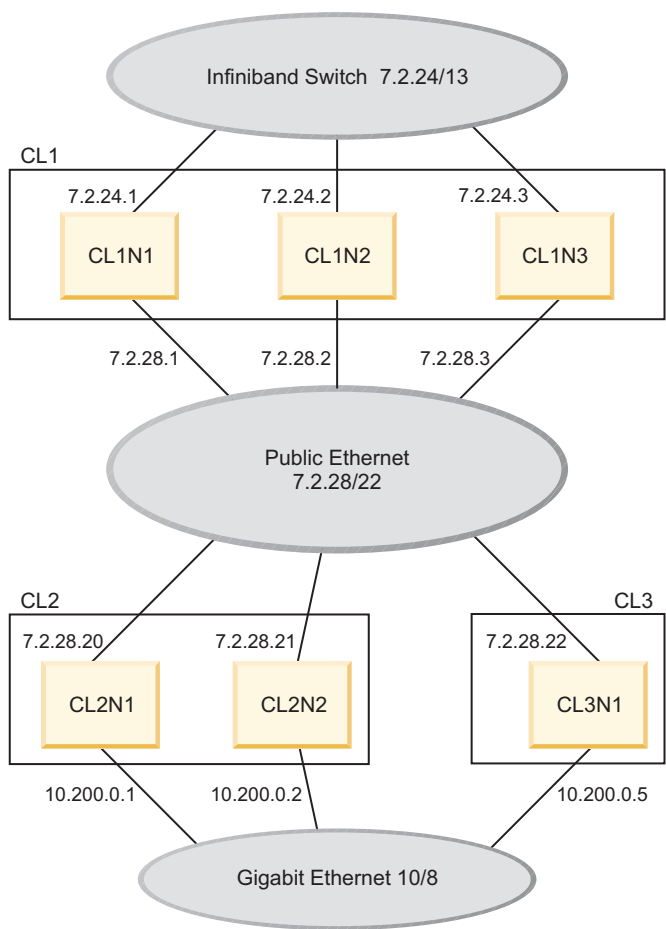 Infiniband Switch 7.2.24/13
CL1
7.2.24.1
7.2.24.2
7.2.24.3
CL1N1
CL1N2
CL1N3
7.2.28.1
7.2.28.2
7.2.28.3
Public Ethernet
7.2.28/22
CL2
CL3
7.2.28.20
7.2.28.21
7.2.28.22
CL2N1
CL2N2
CL3N1
10.200.0.1
10.200.0.2
10.200.0.5
Gigabit Ethernet 10/8